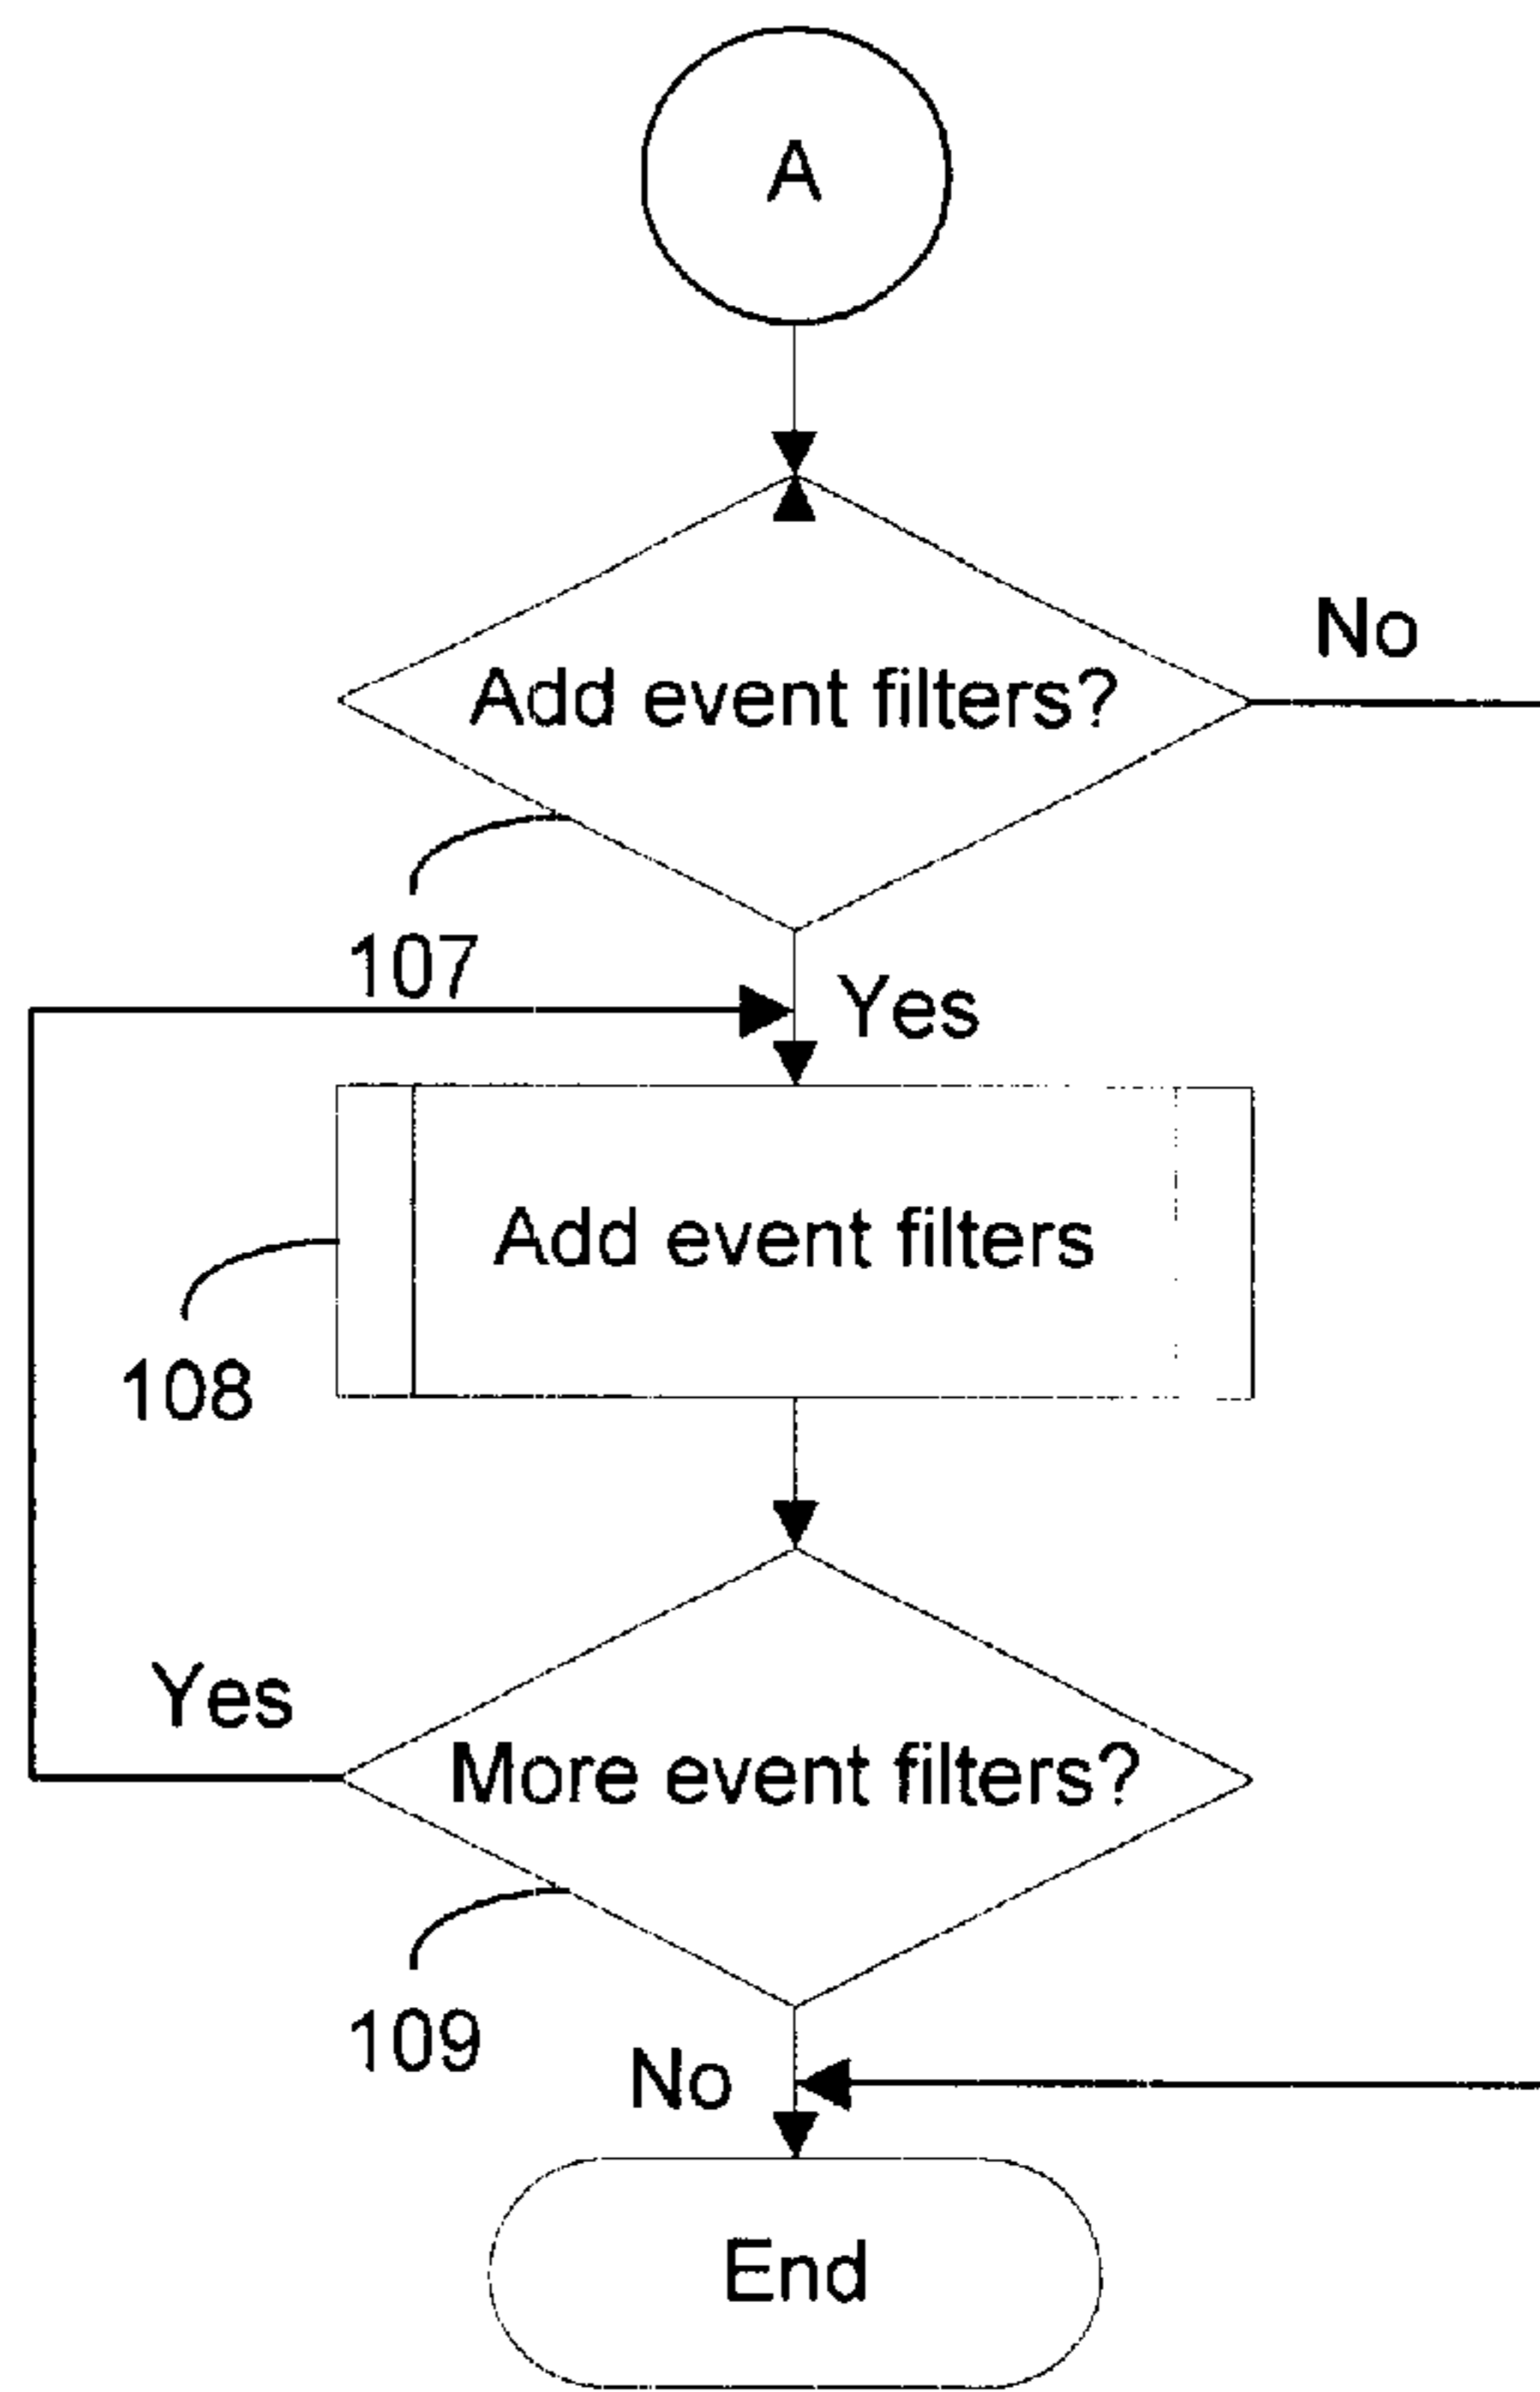 A
Add event filters?
No
107
Yes
Add event filters
108
Yes
More event filters?
109
No
End